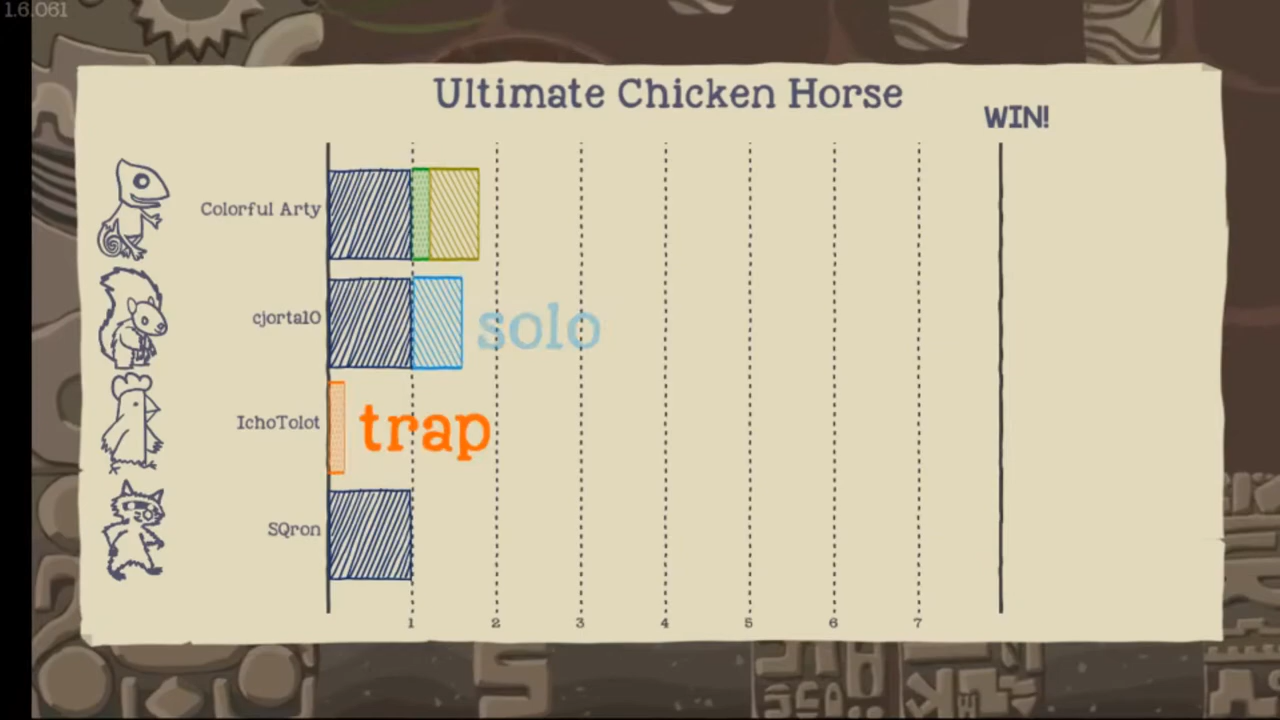 1.6.061
Ultimate Chicken Horse
WIN!
Colorful Arty
cjorta10
solo
IchoTolot
trap
SQron
1 2 3 4 5 6 7